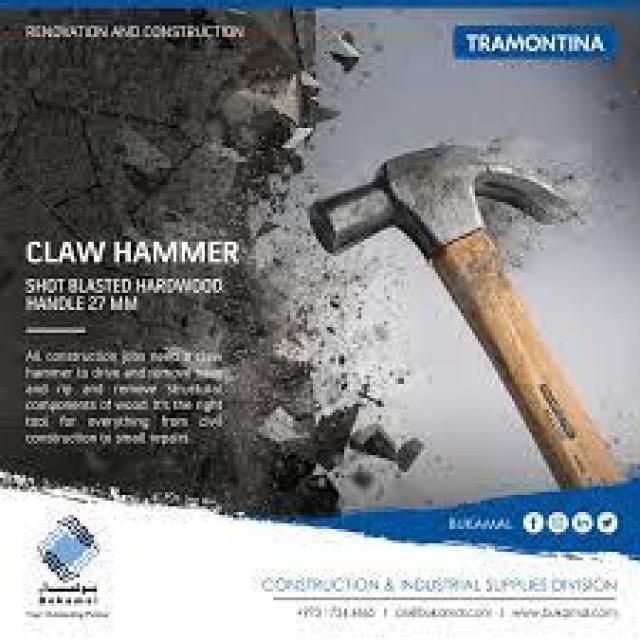 RENOVATION AND CONSTRUCTION
TRAMONTINA
CLAW HAMMER
SHOT BLASTED HARDWOOD
HANDLE 27 MM
All construction jobs need a claw
hammer to drive and remove nails
and rip and remove structural
components of wood. It's the right
tool for everything from civil
construction to small repairs
BUKAMAL
Bukamal
CONSTRUCTION & INDUSTRIAL SUPPLIES DIVISION
www.bukamal.com